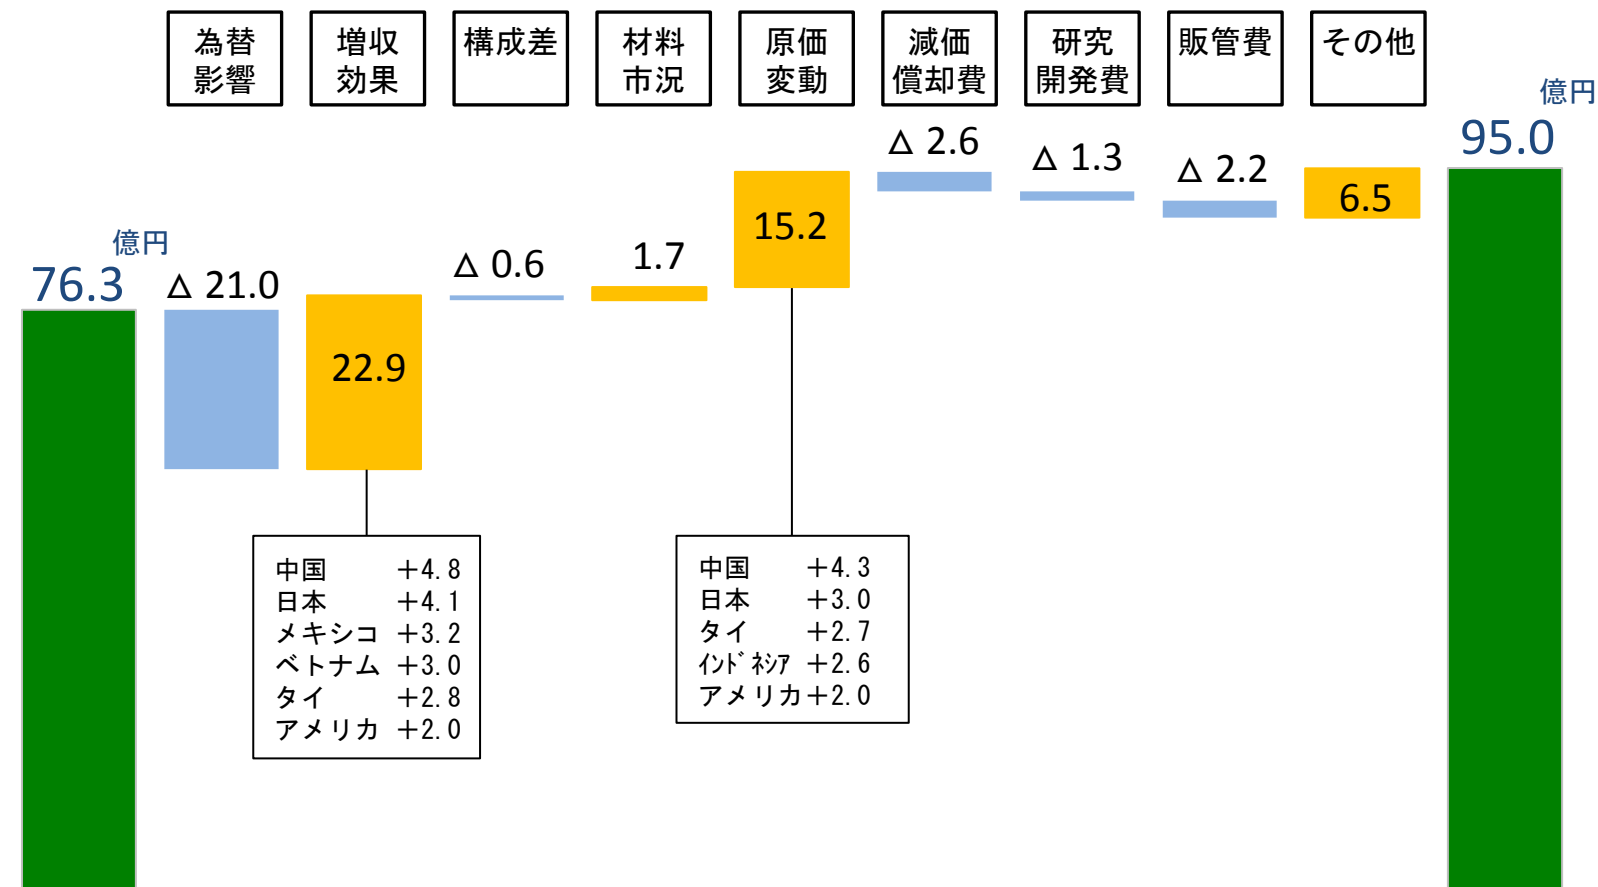 為替
影響
増収
効果
構成差
材料
市況
原価
変動
減価
償却費
研究
開発費
販管費
その他
億円
76.3
△ 21.0
22.9
△ 0.6
1.7
15.2
△ 2.6
△ 1.3
△ 2.2
6.5
億円
95.0
中国 +4.8
日本 +4.1
メキシコ +3.2
ベトナム +3.0
タイ +2.8
アメリカ +2.0
中国 +4.3
日本 +3.0
タイ +2.7
インドネシア +2.6
アメリカ +2.0